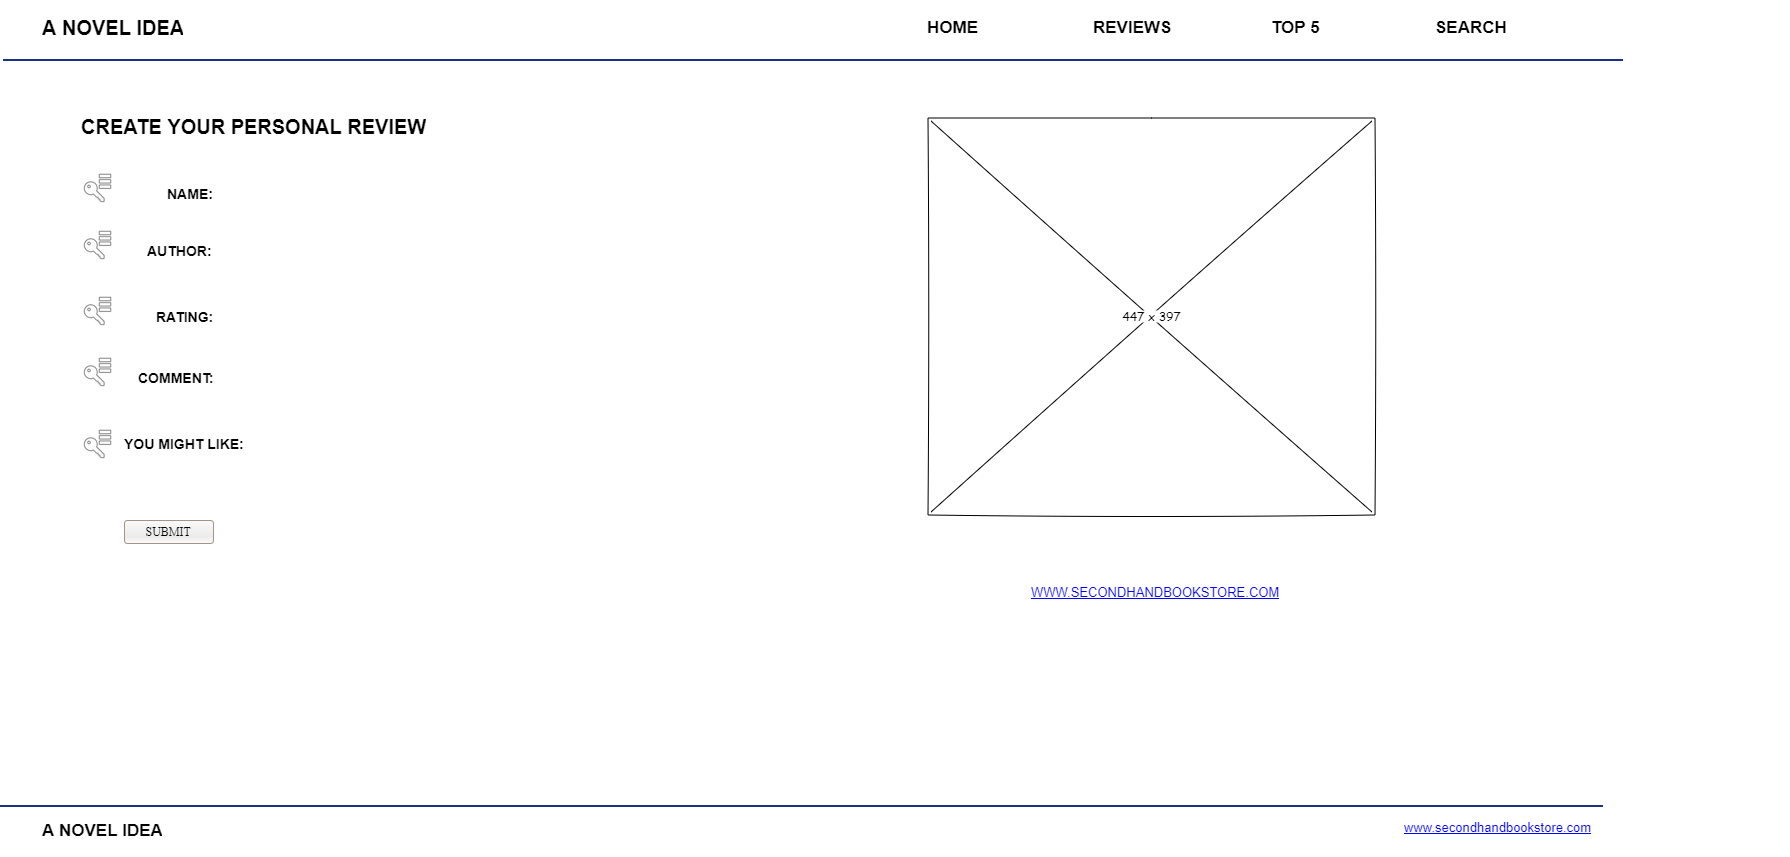 A NOVEL IDEA
HOME
REVIEWS
TOP 5
SEARCH
CREATE YOUR PERSONAL REVIEW
NAME:
AUTHOR:
RATING:
COMMENT:
YOU MIGHT LIKE:
SUBMIT
447 x 397
WWW.SECONDHANDBOOKSTORE.COM
A NOVEL IDEA
www.secondhandbookstore.com